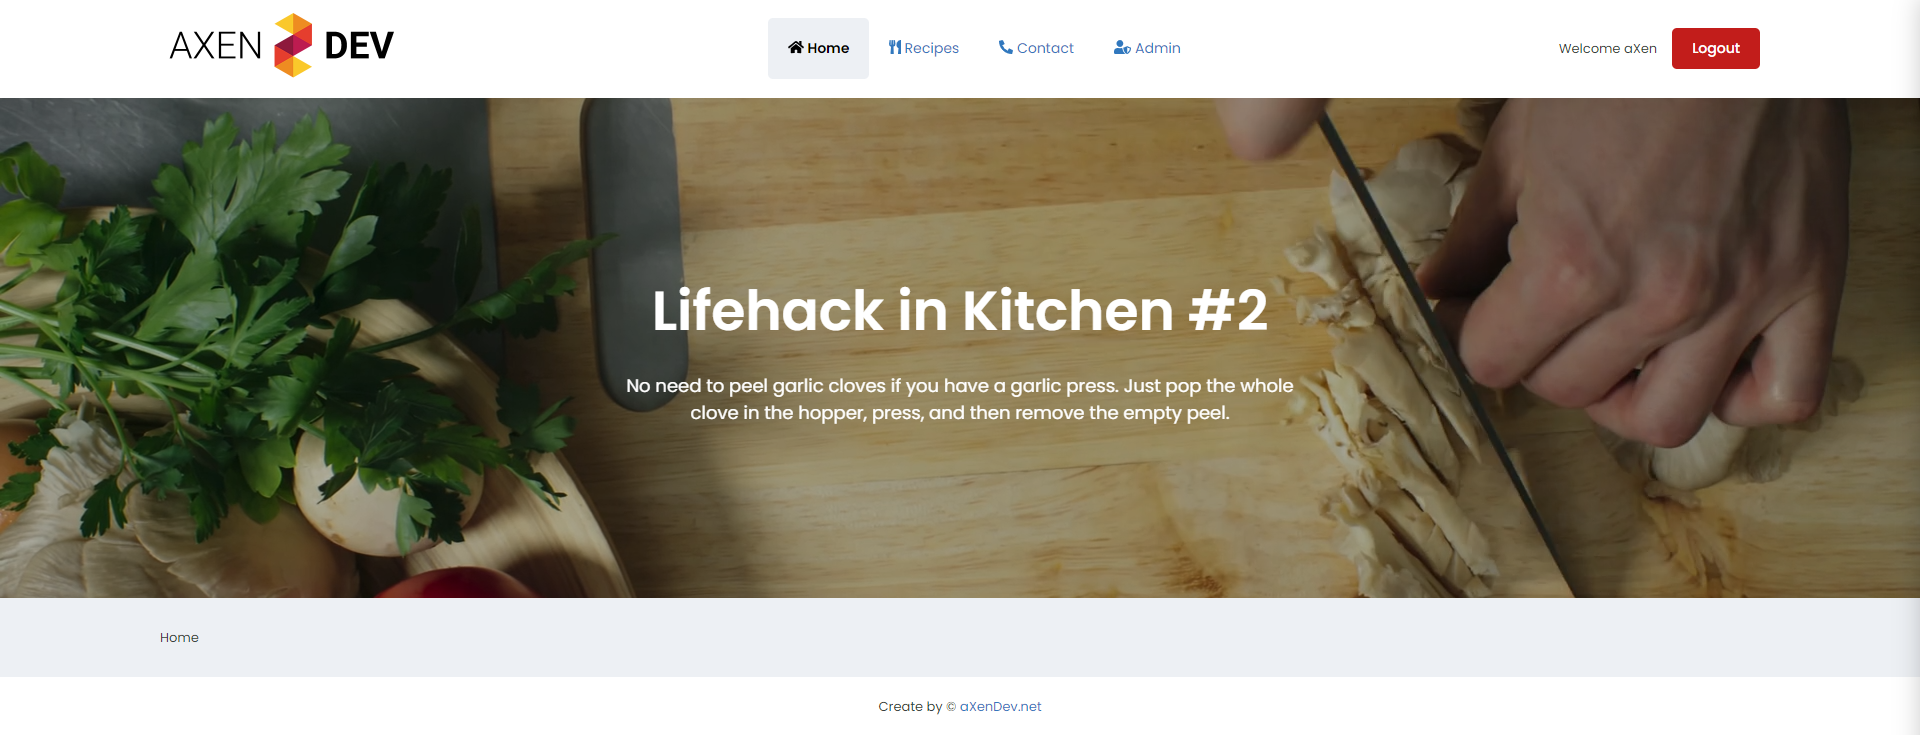 AXEN DEV
Home
Recipes
Contact
Admin
Welcome aXen
Logout
Lifehack in Kitchen #2
No need to peel garlic cloves if you have a garlic press. Just pop the whole
clove in the hopper, press, and then remove the empty peel.
Home
Create by © aXenDev.net